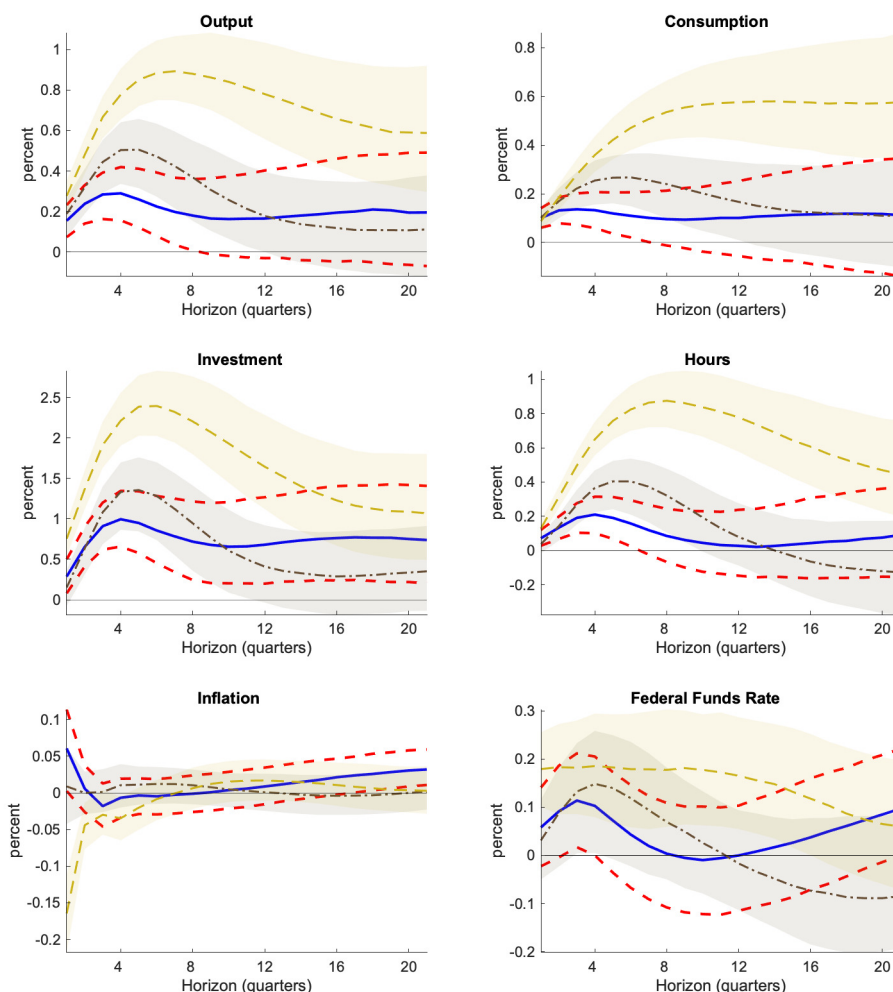 Output
percent
1
0.8
0.6
0.4
0.2
0
4 8 12 16 20
Horizon (quarters)
Consumption
percent
0.8
0.6
0.4
0.2
0
4 8 12 16 20
Horizon (quarters)
Investment
percent
2.5
2
1.5
1
0.5
0
4 8 12 16 20
Horizon (quarters)
Hours
percent
1
0.8
0.6
0.4
0.2
0
-0.2
4 8 12 16 20
Horizon (quarters)
Inflation
percent
0.1
0.05
0
-0.05
-0.1
-0.15
-0.2
4 8 12 16 20
Horizon (quarters)
Federal Funds Rate
percent
0.3
0.2
0.1
0
-0.1
-0.2
4 8 12 16 20
Horizon (quarters)